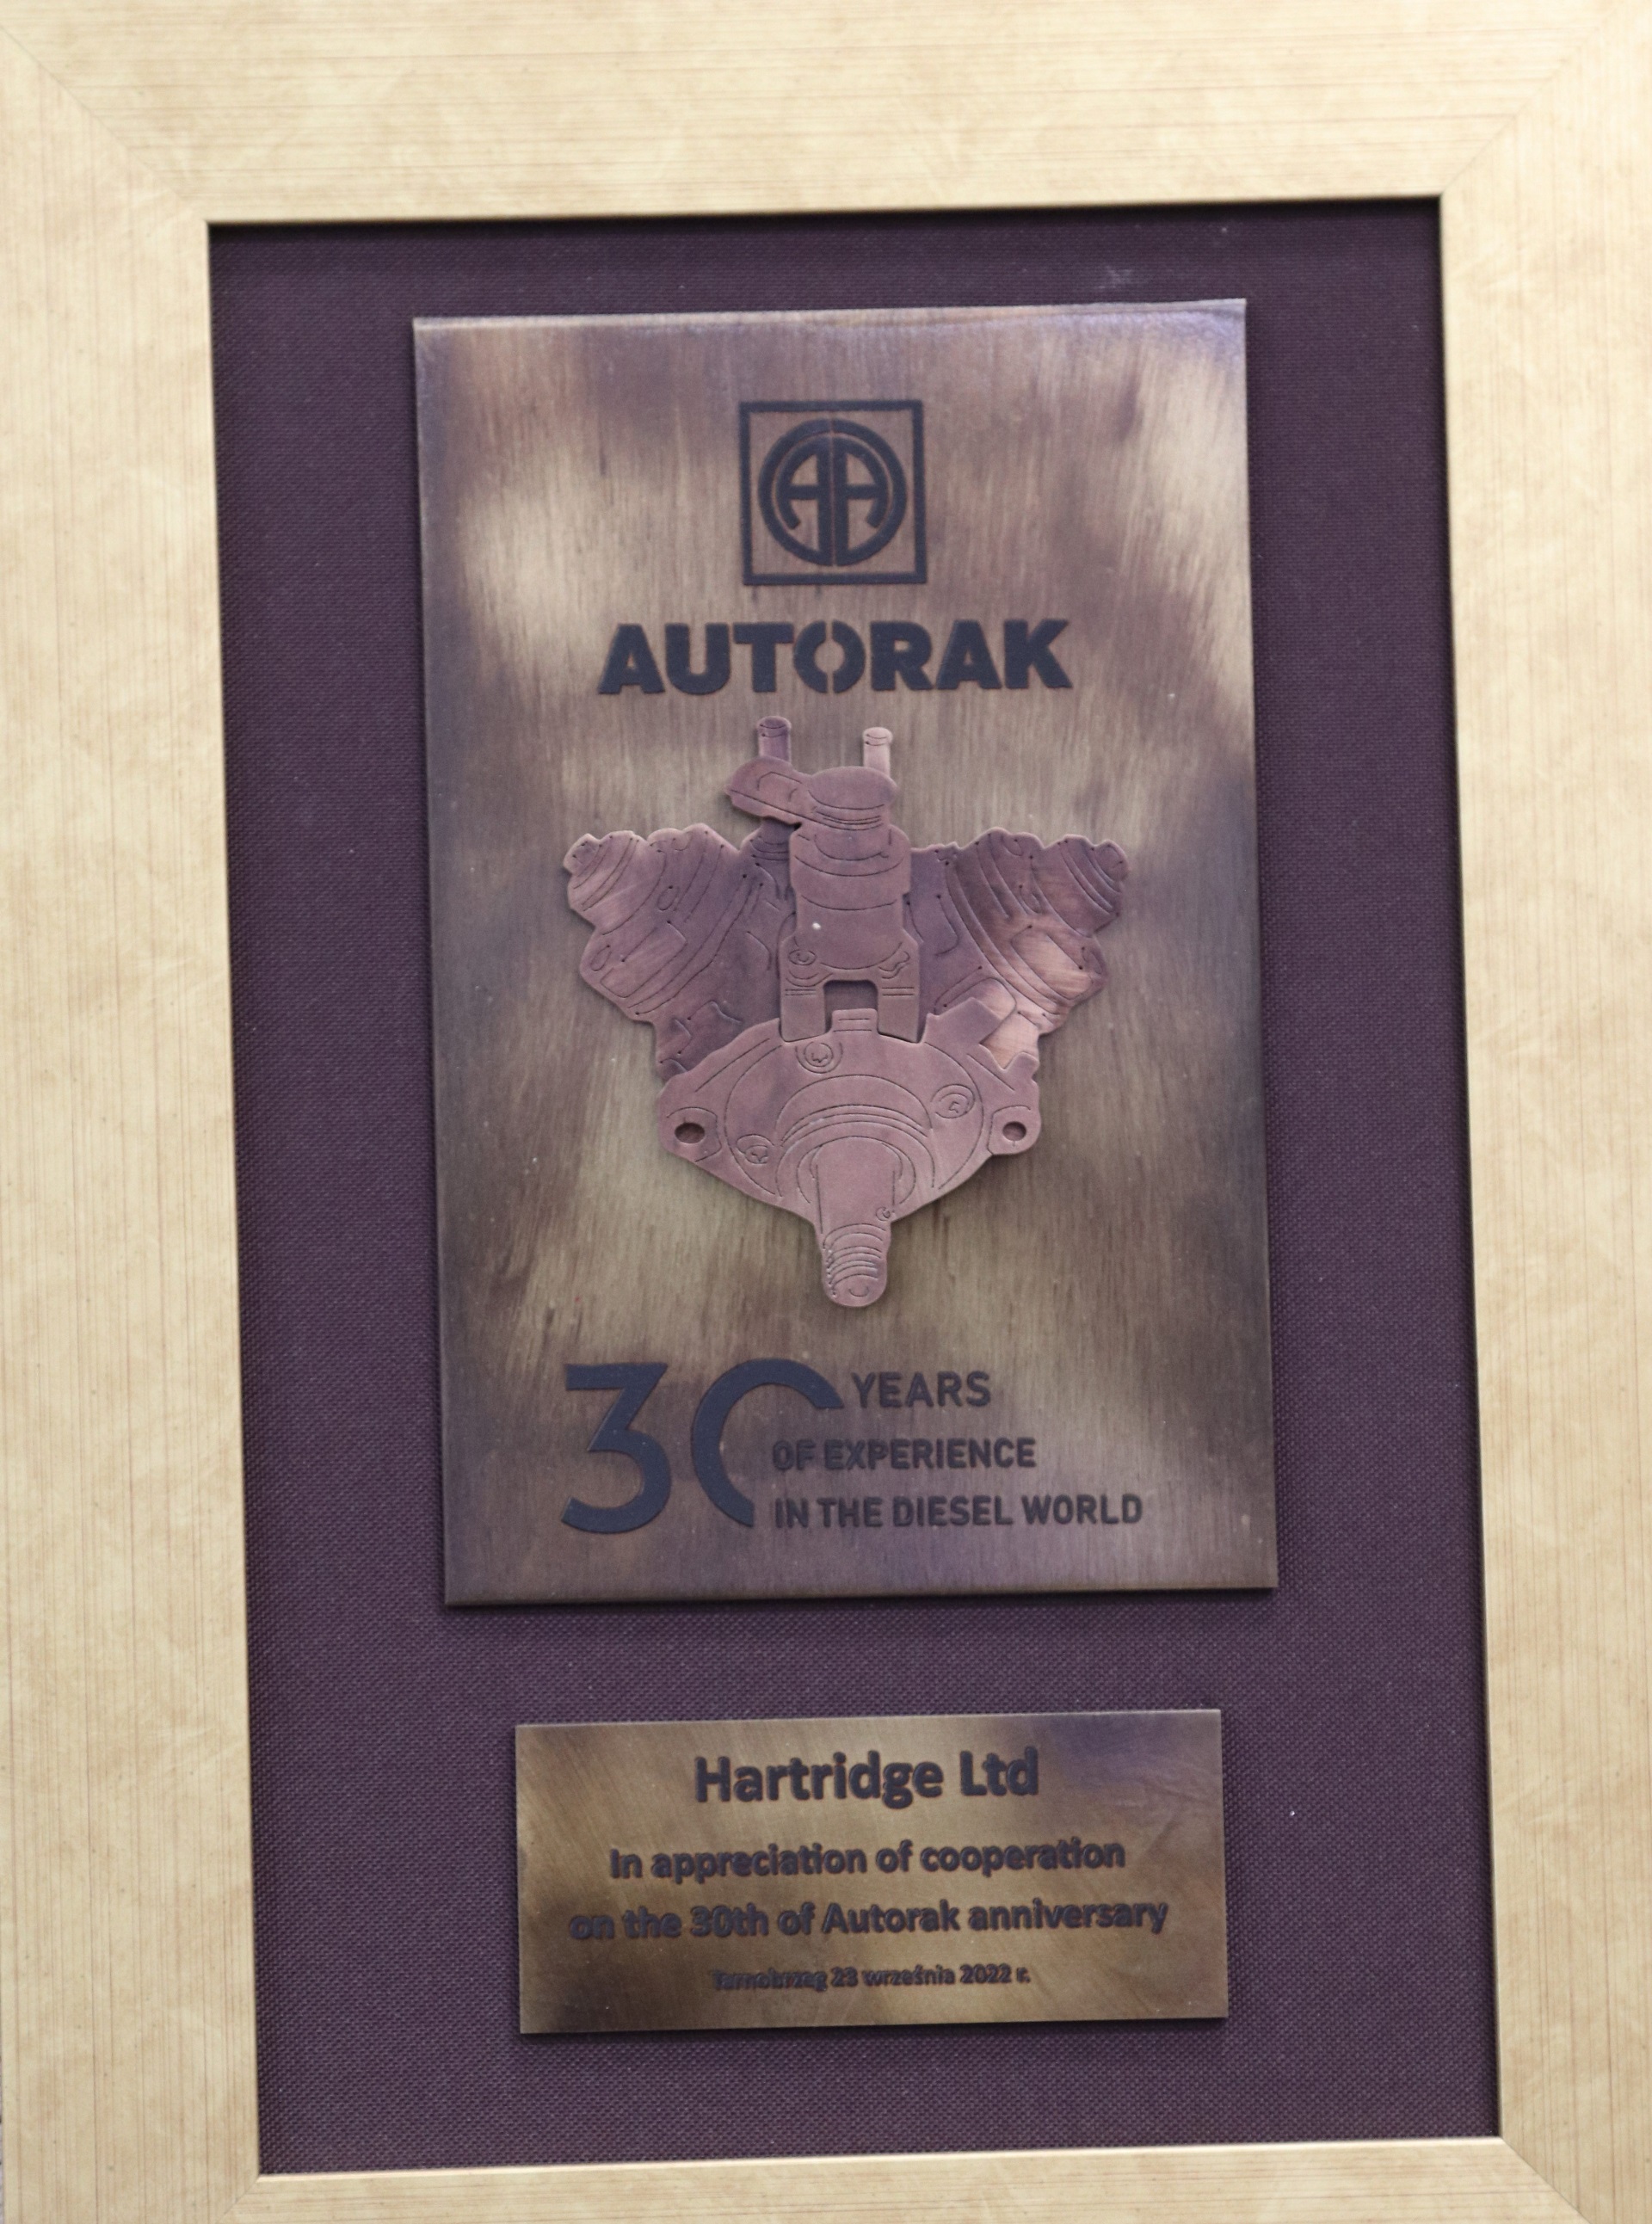 AA
AUTORAK
30 YEARS
OF EXPERIENCE
IN THE DIESEL WORLD
Hartridge Ltd
In appreciation of cooperation
on the 30th of Autorak anniversary
Tarnobrzeg 23 września 2022 r.